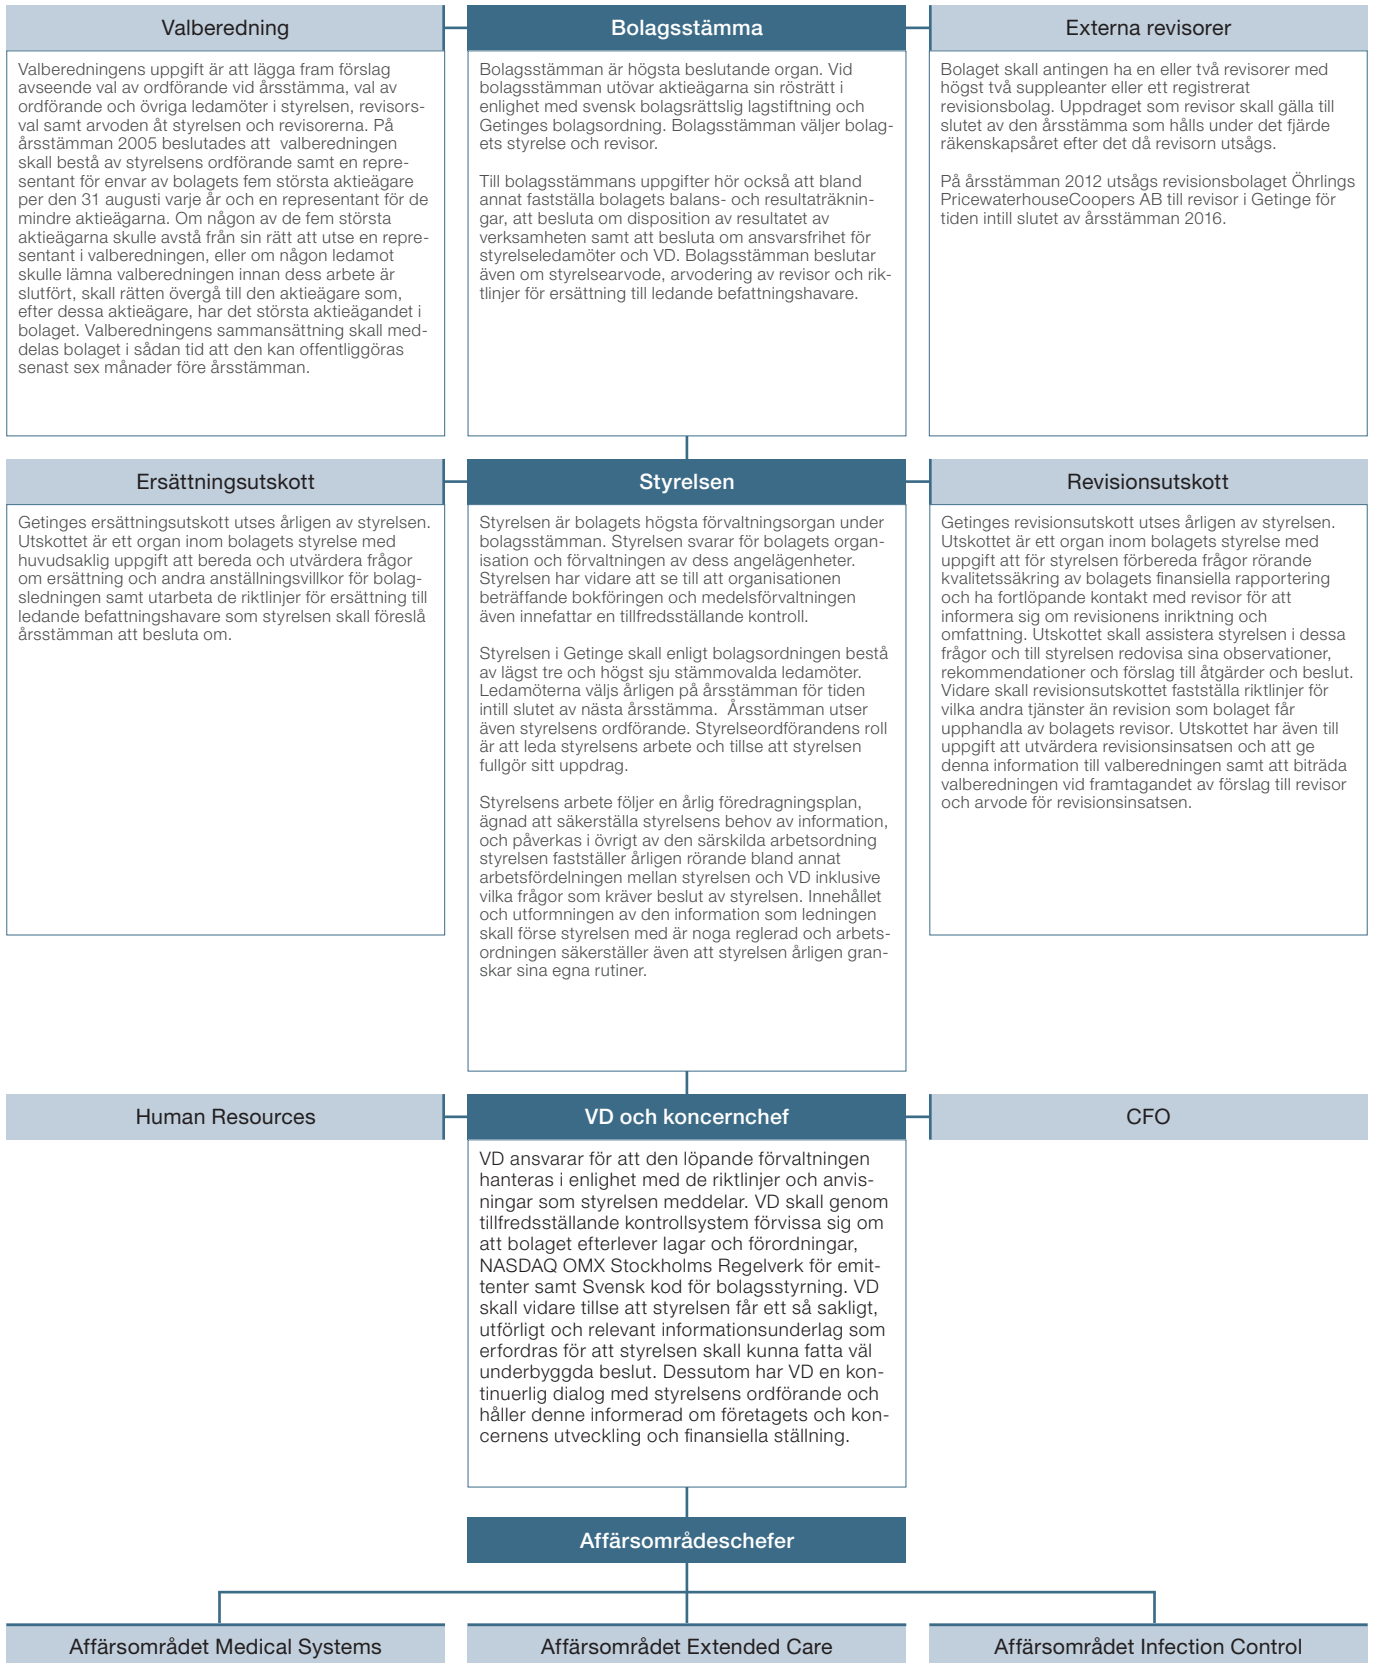 Valberedning
Valberedningens uppgift är att lägga fram förslag
avseende val av ordförande vid årsstämma, val av
ordförande och övriga ledamöter i styrelsen, revisors-
val samt arvoden åt styrelsen och revisorerna. På
årsstämman 2005 beslutades att  valberedningen
skall bestå av styrelsens ordförande samt en repre-
sentant för envar av bolagets fem största aktieägare
per den 31 augusti varje år och en representant för de
mindre aktieägarna. Om någon av de fem största
aktieägarna skulle avstå från sin rätt att utse en repre-
sentant i valberedningen, eller om någon ledamot
skulle lämna valberedningen innan dess arbete är
slutfört, skall rätten övergå till den aktieägare som,
efter dessa aktieägare, har det största aktieägandet i
bolaget. Valberedningens sammansättning skall med-
delas bolaget i sådan tid att den kan offentliggöras
senast sex månader före årsstämman.
Bolagsstämma
Bolagsstämman är högsta beslutande organ. Vid
bolagsstämman utövar aktieägarna sin rösträtt i
enlighet med svensk bolagsrättslig lagstiftning och
Getinges bolagsordning. Bolagsstämman väljer bolag-
ets styrelse och revisor.
Till bolagsstämmans uppgifter hör också att bland
annat fastställa bolagets balans- och resultaträknin-
gar, att besluta om disposition av resultatet av
verksamheten samt att besluta om ansvarsfrihet för
styrelseledamöter och VD. Bolagsstämman beslutar
även om styrelsearvode, arvodering av revisor och rik-
tlinjer för ersättning till ledande befattningshavare.
Externa revisorer
Bolaget skall antingen ha en eller två revisorer med
högst två suppleanter eller ett registrerat
revisionsbolag. Uppdraget som revisor skall gälla till
slutet av den årsstämma som hålls under det fjärde
räkenskapsåret efter det då revisorn utsågs.
På årsstämman 2012 utsågs revisionsbolaget Öhrlings
PricewaterhouseCoopers AB till revisor i Getinge för
tiden intill slutet av årsstämman 2016.
Ersättningsutskott
Getinges ersättningsutskott utses årligen av styrelsen.
Utskottet är ett organ inom bolagets styrelse med
huvudsaklig uppgift att bereda och utvärdera frågor
om ersättning och andra anställningsvillkor för bolag-
sledningen samt utarbeta de riktlinjer för ersättning till
ledande befattningshavare som styrelsen skall föreslå
årsstämman att besluta om.
Styrelsen
Styrelsen är bolagets högsta förvaltningsorgan under
bolagsstämman. Styrelsen svarar för bolagets organ-
isation och förvaltningen av dess angelägenheter.
Styrelsen har vidare att se till att organisationen
beträffande bokföringen och medelsförvaltningen
även innefattar en tillfredsställande kontroll.
Styrelsen i Getinge skall enligt bolagsordningen bestå
av lägst tre och högst sju stämmovalda ledamöter.
Ledamöterna väljs årligen på årsstämman för tiden
intill slutet av nästa årsstämma.  Årsstämman utser
även styrelsens ordförande. Styrelseordförandens roll
är att leda styrelsens arbete och tillse att styrelsen
fullgör sitt uppdrag.
Styrelsens arbete följer en årlig föredragningsplan,
ägnad att säkerställa styrelsens behov av information,
och påverkas i övrigt av den särskilda arbetsordning
styrelsen fastställer årligen rörande bland annat
arbetsfördelningen mellan styrelsen och VD inklusive
vilka frågor som kräver beslut av styrelsen. Innehållet
och utformningen av den information som ledningen
skall förse styrelsen med är noga reglerad och arbets-
ordningen säkerställer även att styrelsen årligen gran-
skar sina egna rutiner.
Revisionsutskott
Getinges revisionsutskott utses årligen av styrelsen.
Utskottet är ett organ inom bolagets styrelse med
uppgift att för styrelsen förbereda frågor rörande
kvalitetssäkring av bolagets finansiella rapportering
och ha fortlöpande kontakt med revisor för att
informera sig om revisionens inriktning och
omfattning. Utskottet skall assistera styrelsen i dessa
frågor och till styrelsen redovisa sina observationer,
rekommendationer och förslag till åtgärder och beslut.
Vidare skall revisionsutskottet fastställa riktlinjer för
vilka andra tjänster än revision som bolaget får
upphandla av bolagets revisor. Utskottet har även till
uppgift att utvärdera revisionsinsatsen och att ge
denna information till valberedningen samt att biträda
valberedningen vid framtagandet av förslag till revisor
och arvode för revisionsinsatsen.
Human Resources
VD och koncernchef
VD ansvarar för att den löpande förvaltningen
hanteras i enlighet med de riktlinjer och anvis-
ningar som styrelsen meddelar. VD skall genom
tillfredsställande kontrollsystem förvissa sig om
att bolaget efterlever lagar och förordningar,
NASDAQ OMX Stockholms Regelverk för emit-
tenter samt Svensk kod för bolagsstyrning. VD
skall vidare tillse att styrelsen får ett så sakligt,
utförligt och relevant informationsunderlag som
erfordras för att styrelsen skall kunna fatta väl
underbyggda beslut. Dessutom har VD en kon-
tinuerlig dialog med styrelsens ordförande och
håller denne informerad om företagets och kon-
cernens utveckling och finansiella ställning.
CFO
Affärsområdeschefer
Affärsområdet Medical Systems
Affärsområdet Extended Care
Affärsområdet Infection Control